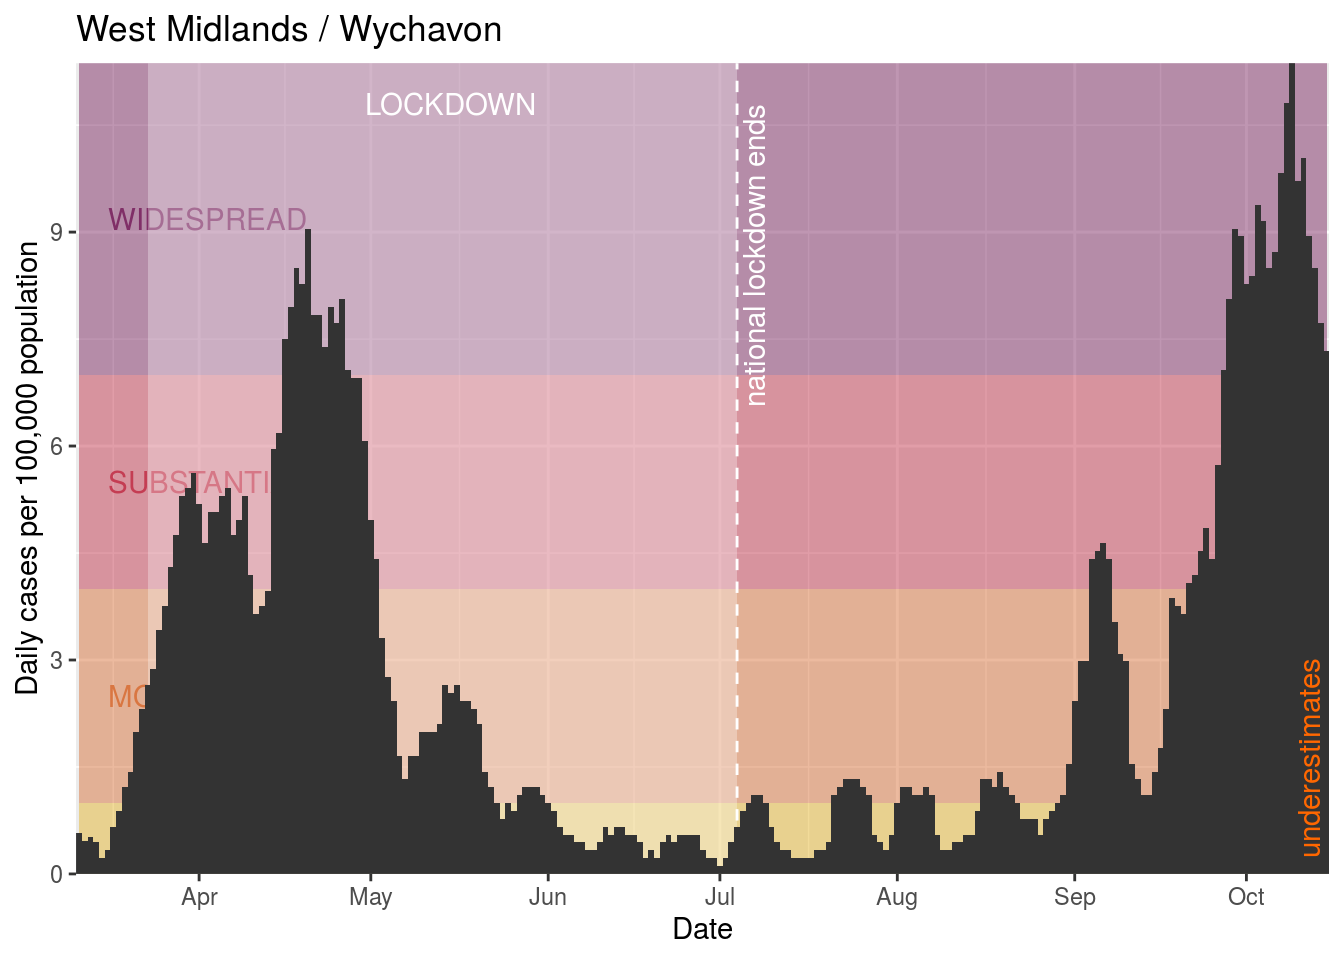 West Midlands / Wychavon
LOCKDOWN
national lockdown ends
WIDESPREAD
SUBSTANTI
MO
underestimates
Daily cases per 100,000 population
9
6
3
0
Apr May Jun Jul Aug Sep Oct
Date